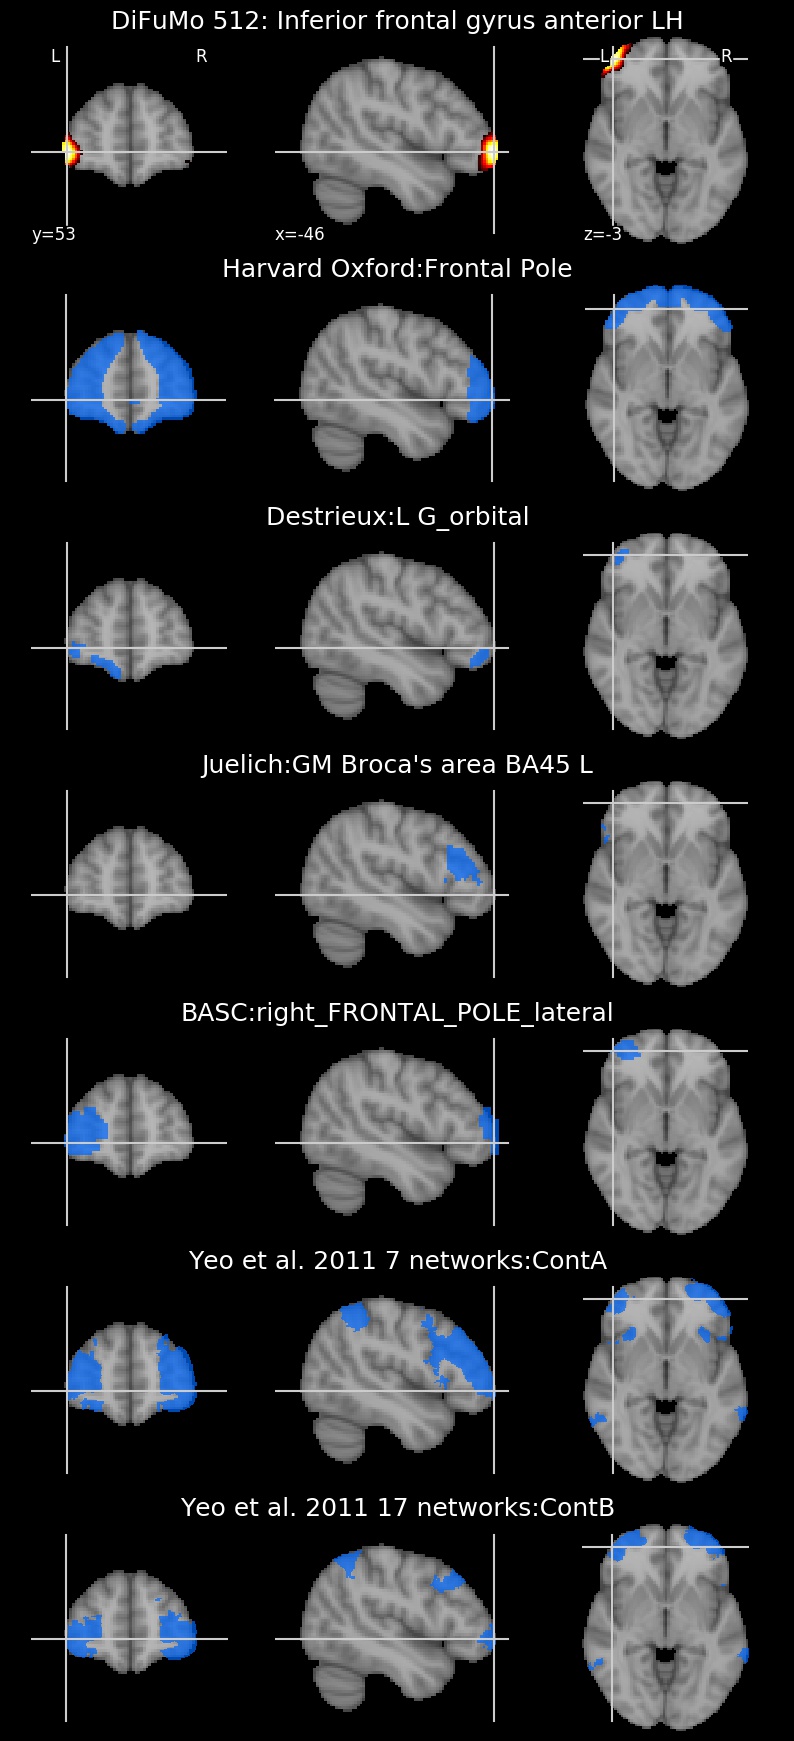 DiFuMo 512: Inferior frontal gyrus anterior LH
L R L R
y=53 x=-46 z=-3
Harvard Oxford:Frontal Pole
Destrieux:L G_orbital
Juelich:GM Broca's area BA45 L
BASC:right_FRONTAL_POLE_lateral
Yeo et al. 2011 7 networks:ContA
Yeo et al. 2011 17 networks:ContB